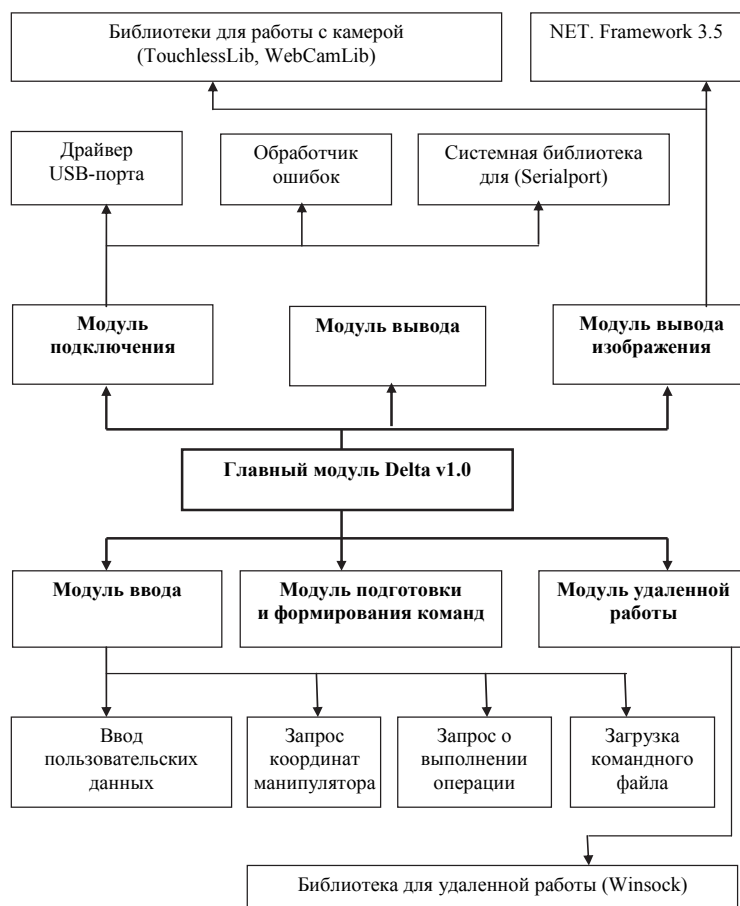 Библиотеки для работы с камерой
(TouchlessLib, WebCamLib)
NET. Framework 3.5
Драйвер
USB-порта
Обработчик
ошибок
Системная библиотека
для (Serialport)
Модуль
подключения
Модуль вывода
Модуль вывода
изображения
Главный модуль Delta v1.0
Модуль ввода
Модуль подготовки
и формирования команд
Модуль удаленной
работы
Ввод
пользовательских
данных
Запрос
координат
манипулятора
Запрос о
выполнении
операции
Загрузка
командного
файла
Библиотека для удаленной работы (Winsock)